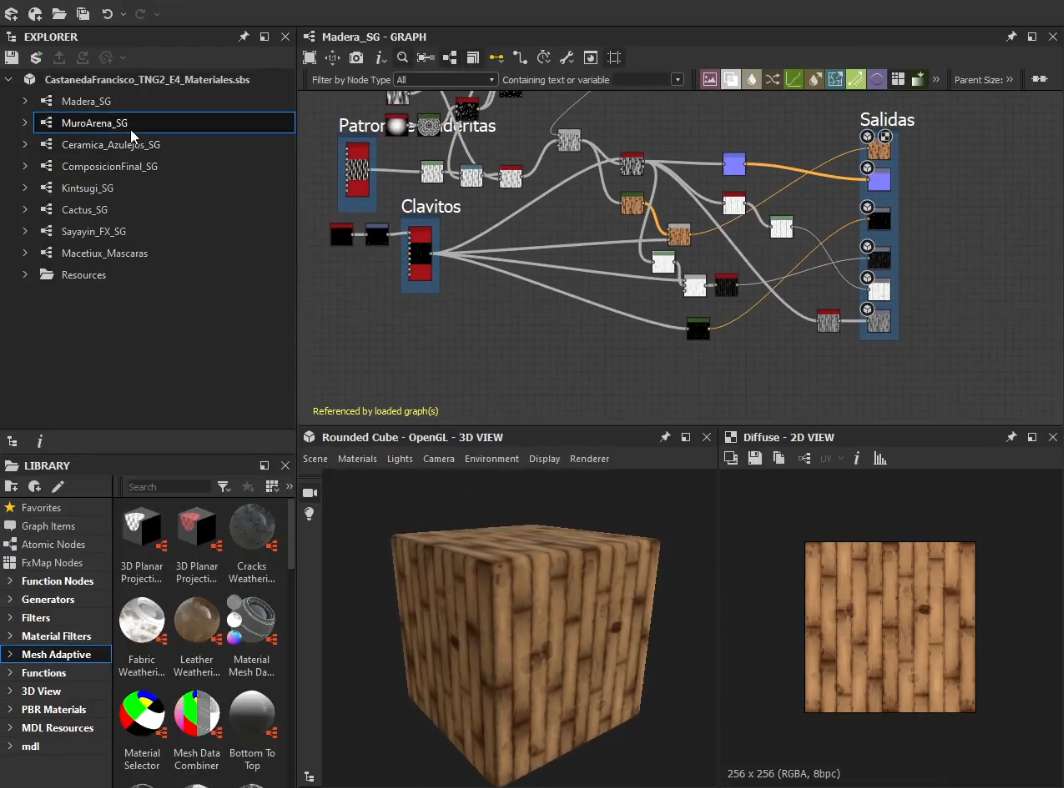 EXPLORER
CastanedaFrancisco_TNG2_E4_Materiales.sbs
Madera_SG
MuroArena_SG
Ceramica_Azulejos_SG
ComposicionFinal_SG
Kintsugi_SG
Cactus_SG
Sayayin_FX_SG
Macetiux_Mascaras
Resources
Madera_SG - GRAPH
Filter by Node Type All
Containing text or variable
Parent Size: »
Salidas
Clavitos
Referenced by loaded graph(s)
LIBRARY
Search
Favorites
Graph Items
Atomic Nodes
FxMap Nodes
Function Nodes
Generators
Filters
Material Filters
Mesh Adaptive
Functions
3D View
PBR Materials
MDL Resources
mdl
3D Planar Projecti...
3D Planar Projecti...
Cracks Weatheri...
Fabric Weatheri...
Leather Weatheri...
Material Mesh Da...
Material Selector
Mesh Data Combiner
Bottom To Top
Rounded Cube - OpenGL - 3D VIEW
Scene Materials Lights Camera Environment Display Renderer
Diffuse - 2D VIEW
UV
256 x 256 (RGBA, 8bpc)